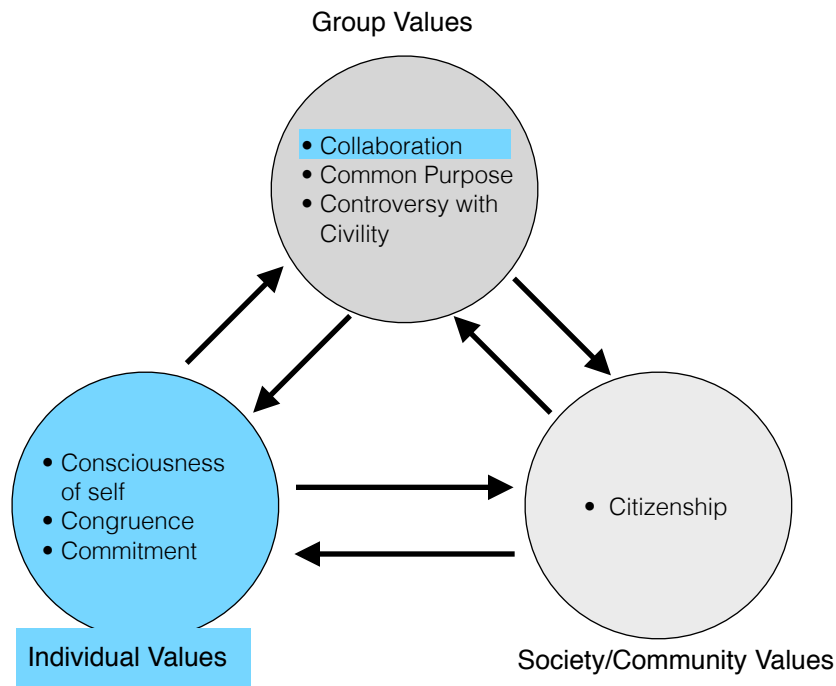 Group Values
• Collaboration
• Common Purpose
• Controversy with
Civility
• Consciousness
of self
• Congruence
• Commitment
Individual Values
• Citizenship
Society/Community Values